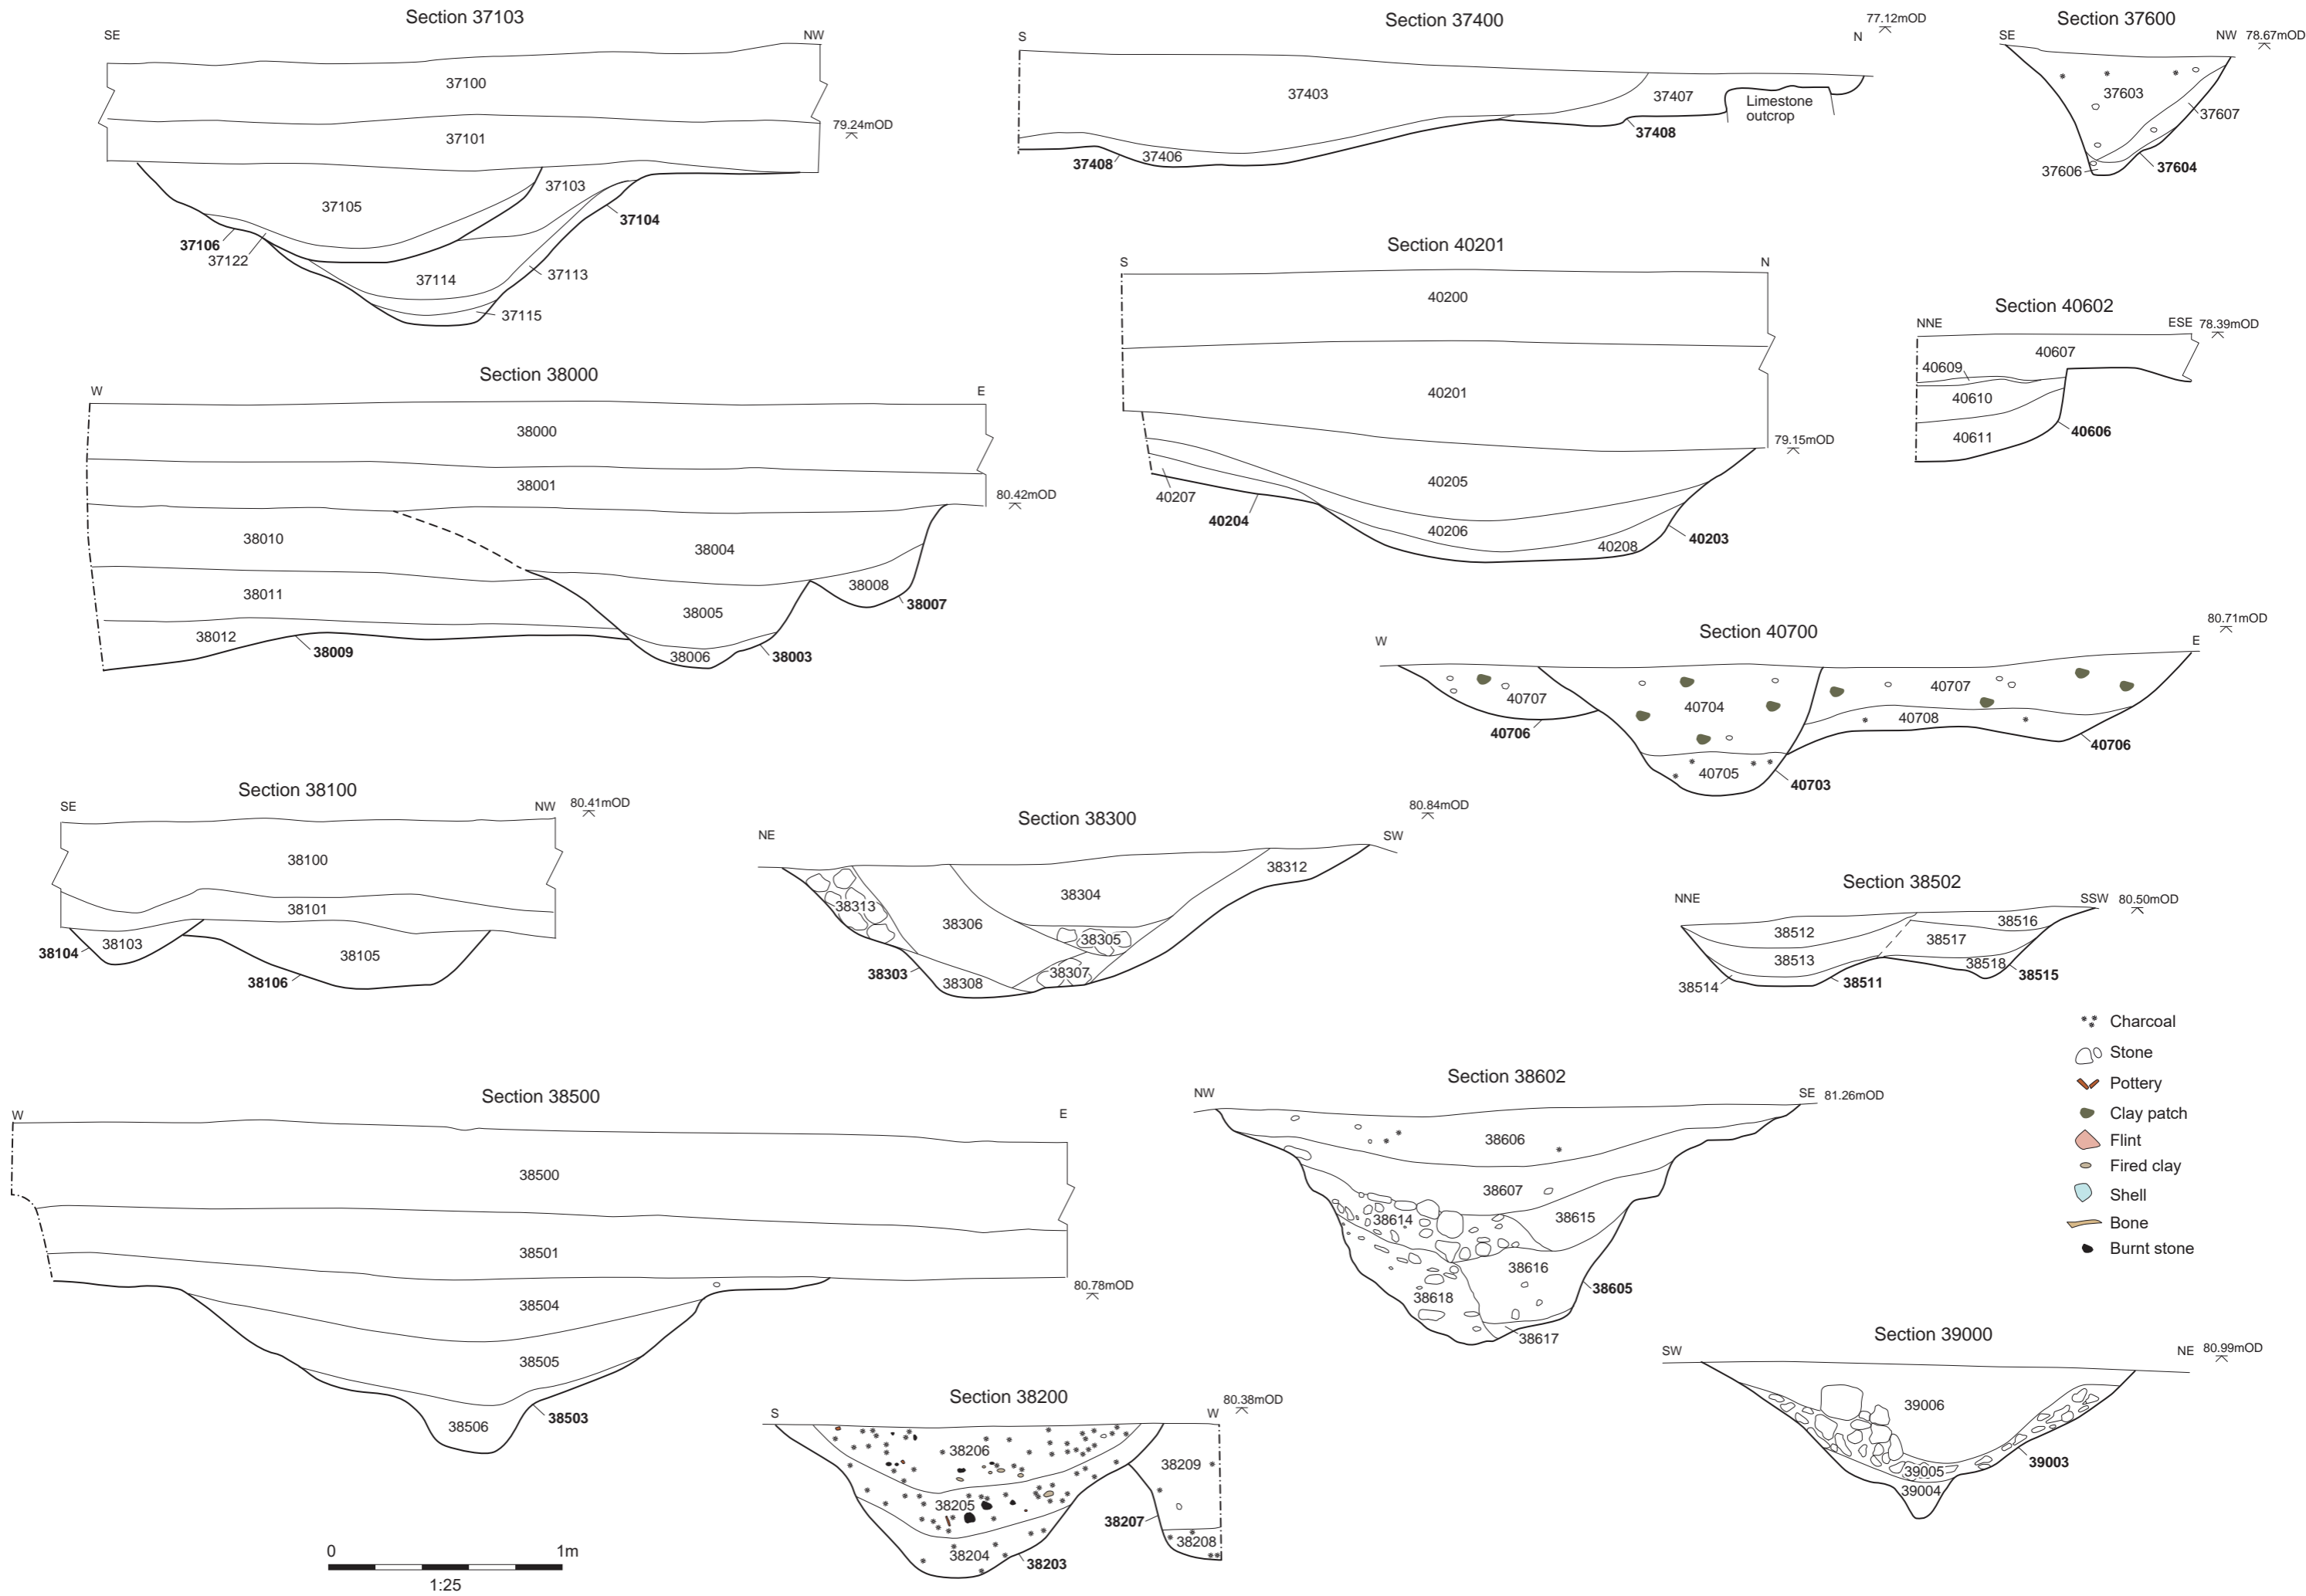 Section 37103
SE
NW
37100
79.24mOD
37101
37103
37105
37104
37106
37122
37114
37113
37115
Section 37400
77.12mOD
S
N
37403
37407
Limestone
outcrop
37408
37406
37408
Section 37600
SE
NW
78.67mOD
37603
37607
37606
37604
Section 40201
S
N
40200
40201
79.15mOD
40205
40207
40204
40206
40208
40203
Section 40602
NNE
ESE
78.39mOD
40607
40609
40610
40611
40606
Section 38000
W
E
38000
38001
80.42mOD
38010
38004
38008
38011
38005
38007
38012
38009
38006
38003
Section 40700
80.71mOD
W
E
40707
40704
40707
40708
40706
40706
40705
40703
Section 38100
SE
NW
80.41mOD
38100
38101
38103
38104
38105
38106
Section 38300
80.84mOD
NE
SW
38312
38304
38313
38306
38305
38303
38307
38308
Section 38502
NNE
SSW
80.50mOD
38512
38516
38517
38513
38518
38514
38511
38515
Charcoal
Stone
Pottery
Clay patch
Flint
Fired clay
Shell
Bone
Burnt stone
Section 38500
W
E
38500
38501
80.78mOD
38504
38505
38506
38503
Section 38602
NW
SE
81.26mOD
38606
38607
38614
38615
38616
38618
38605
38617
Section 39000
SW
NE
80.99mOD
39006
39005
39003
39004
Section 38200
S
W
80.38mOD
38206
38209
38205
38207
38208
38204
38203
0
1m
1:25